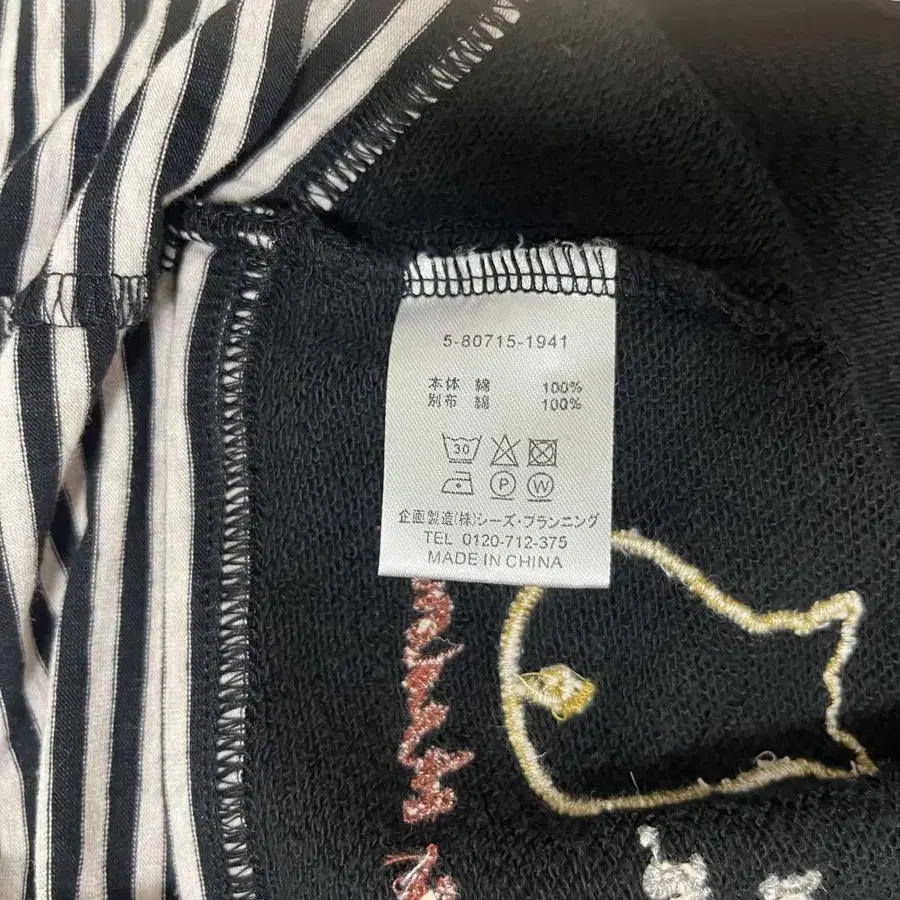 5-80715-1941
本体 綿 100%
別布 綿 100%
30
P W
企画製造(株)シーズ・プランニング
TEL 0120-712-375
MADE IN CHINA